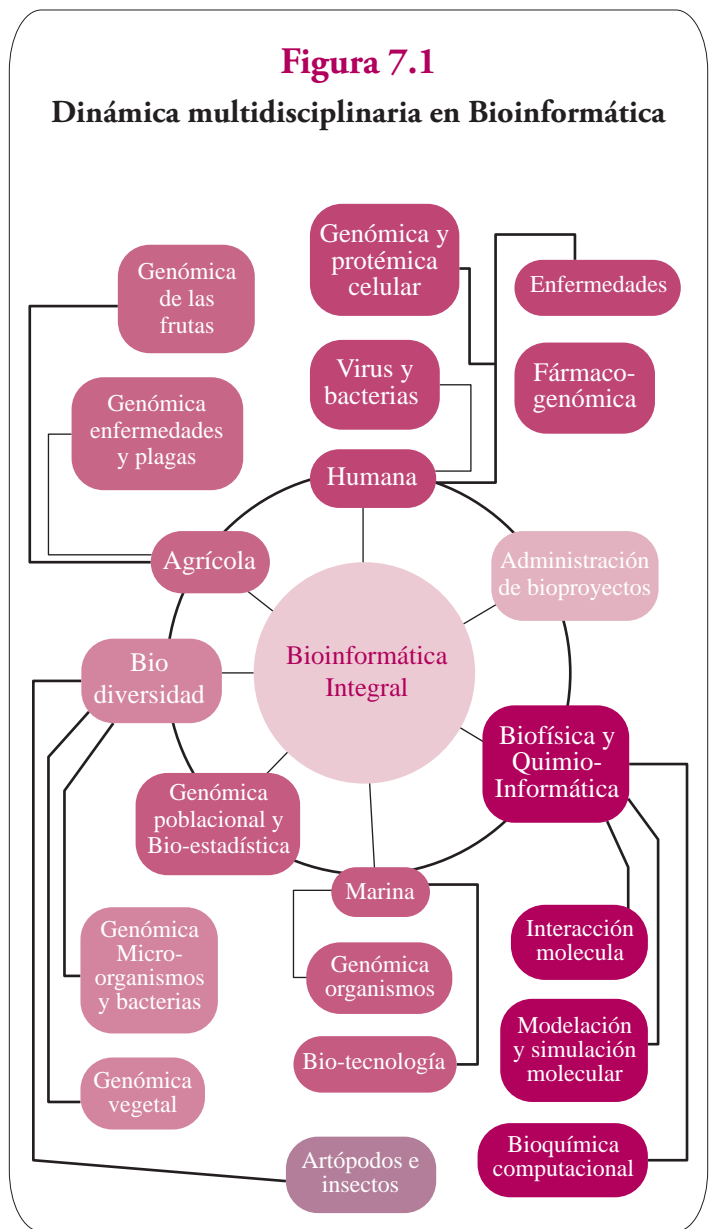 Figura 7.1
Dinámica multidisciplinaria en Bioinformática
Genómica
de las
frutas
Genómica y
protémica
celular
Enfermedades
Genómica
enfermedades
y plagas
Virus y
bacterias
Fármaco-
genómica
Humana
Agrícola
Administración
de bioproyectos
Bioinformática
Integral
Bio
diversidad
Biofísica y
Quimio-
Informática
Genómica
poblacional y
Bio-estadística
Marina
Genómica
Micro-
organismos
y bacterias
Genómica
organismos
Interacción
molecula
Bio-tecnología
Modelación
y simulación
molecular
Genómica
vegetal
Artópodos e
insectos
Bioquímica
computacional